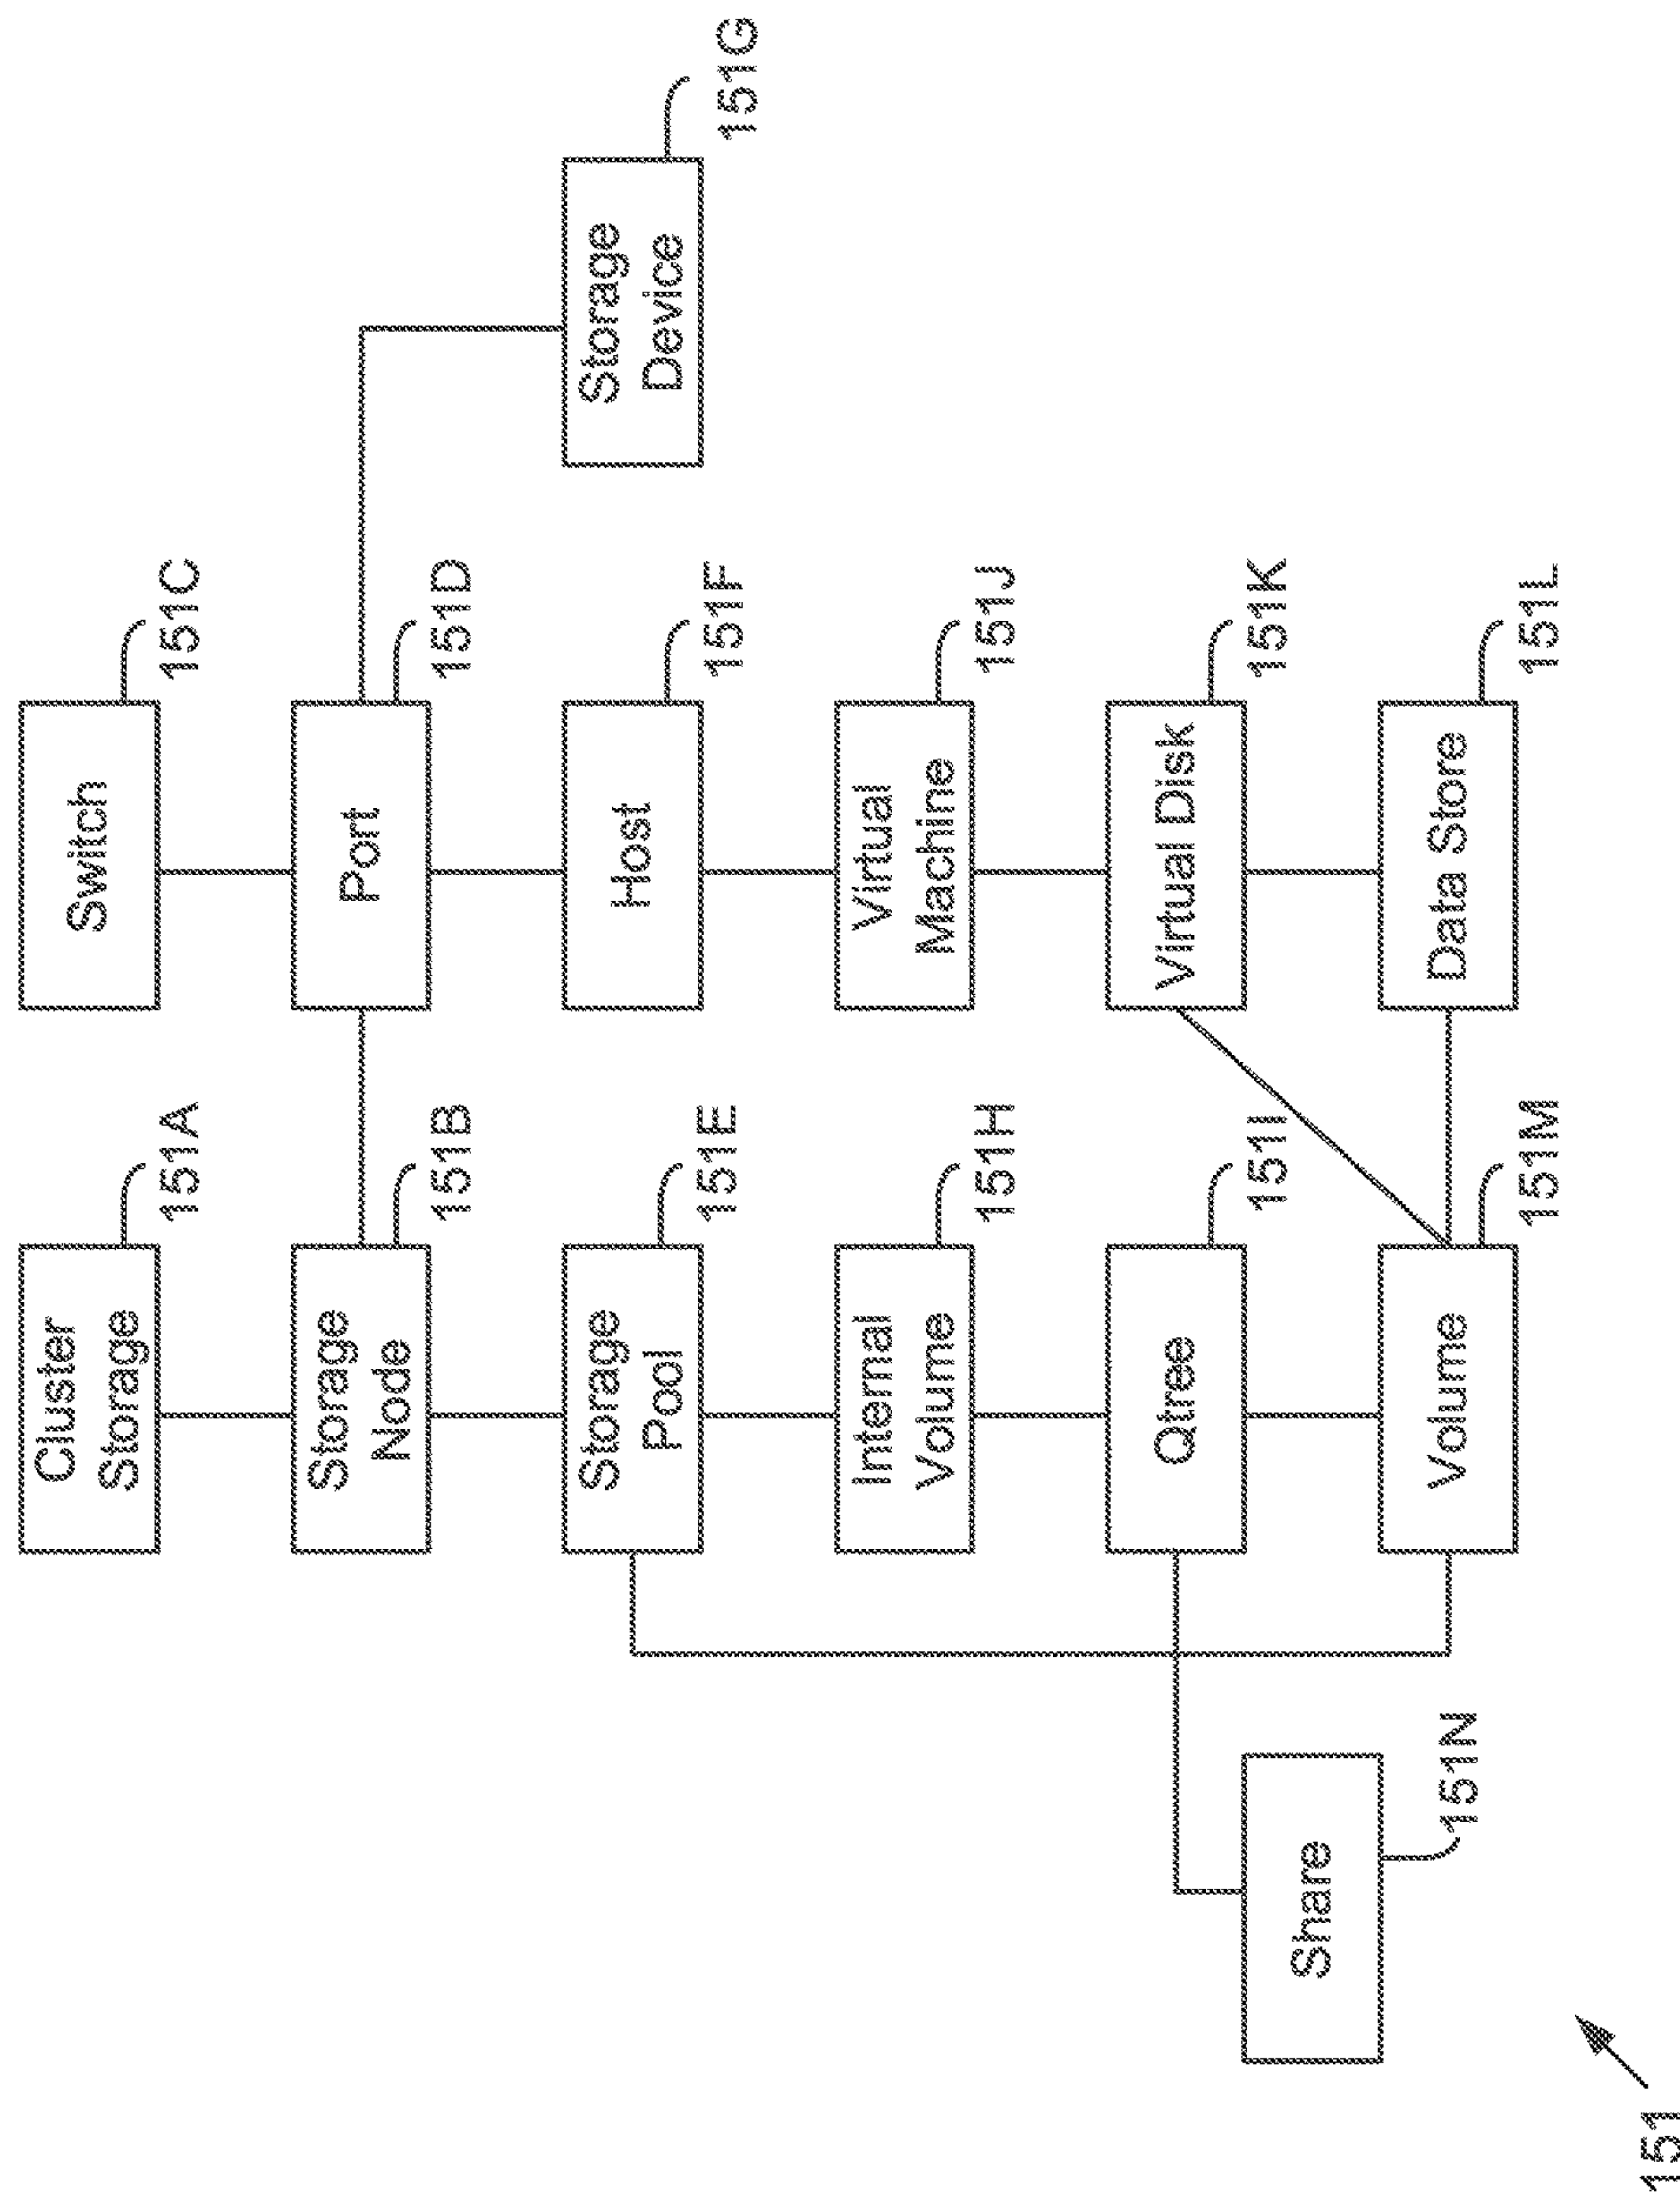 Cluster
Storage
151A
Switch
151C
Storage
Node
151B
Port
151D
Storage
Pool
151E
Host
151F
Storage
Device
151G
Internal
Volume
151H
Virtual
Machine
151J
Qtree
151I
Virtual Disk
151K
Share
151N
Volume
151M
Data Store
151L
151